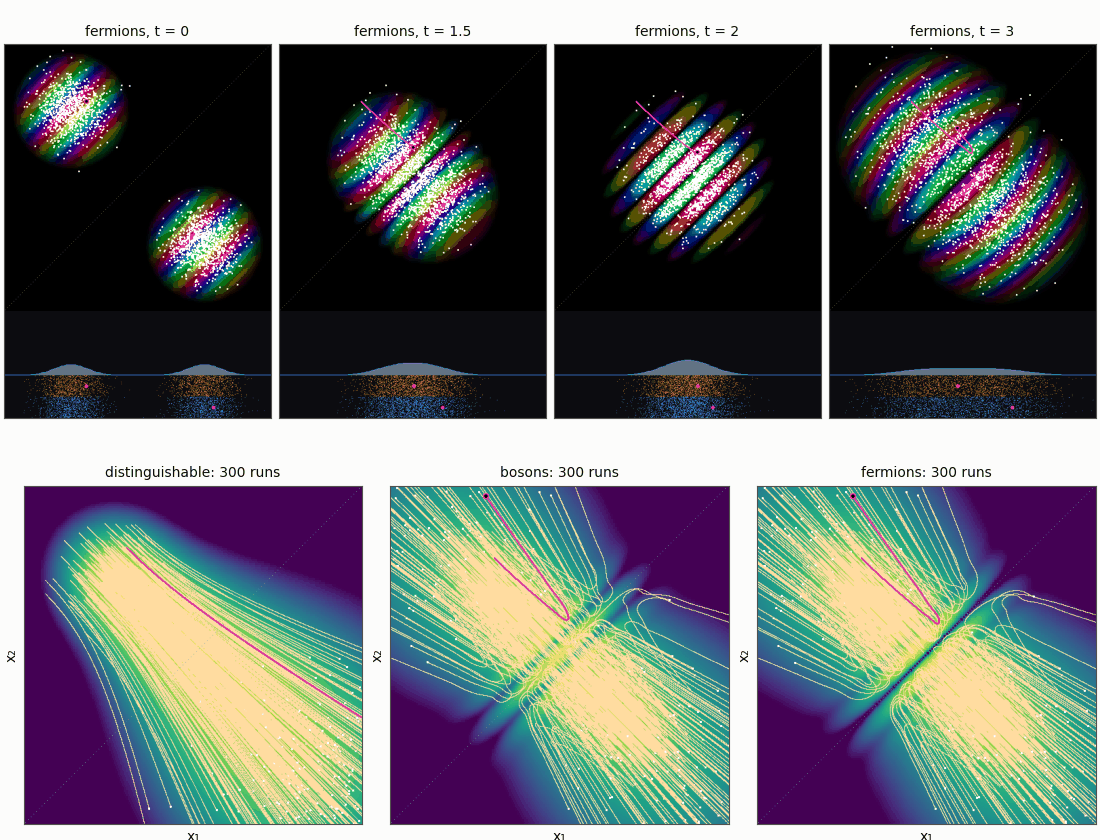 fermions, t = 0
fermions, t = 1.5
fermions, t = 2
fermions, t = 3
distinguishable: 300 runs
bosons: 300 runs
fermions: 300 runs
x₂
x₂
x₂
x₁
x₁
x₁